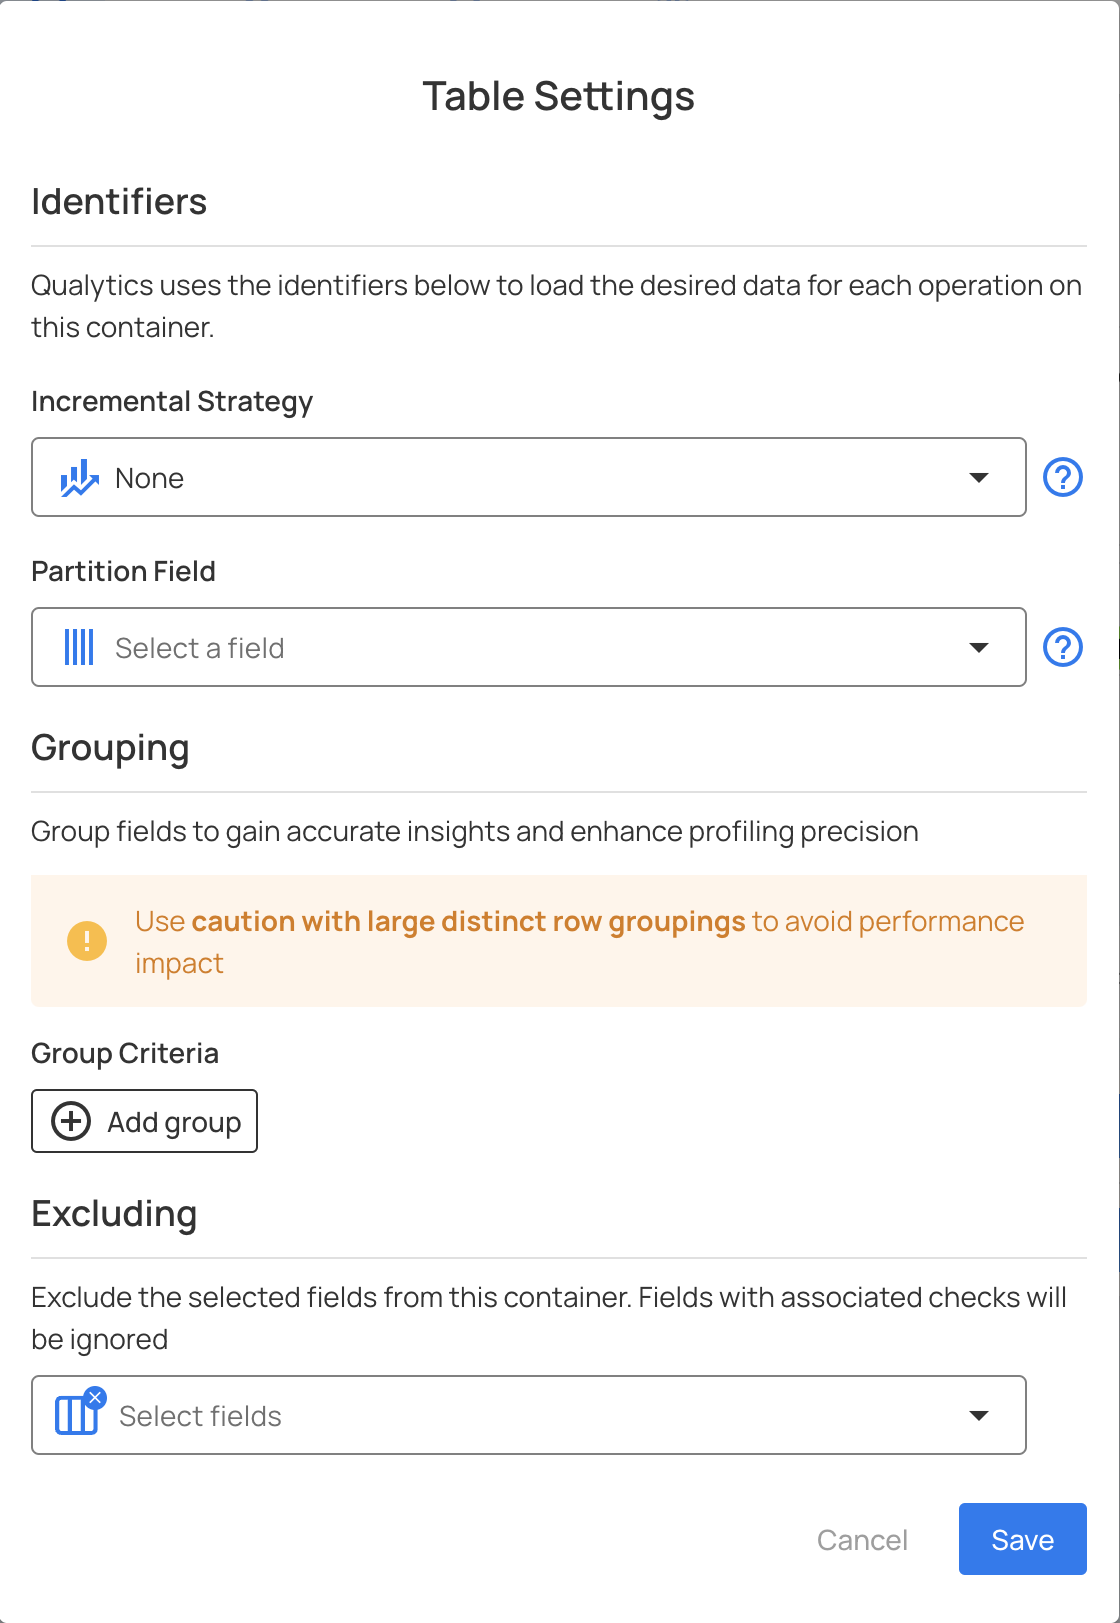 Table Settings
Identifiers
Qualytics uses the identifiers below to load the desired data for each operation on
this container.
Incremental Strategy
None
Partition Field
Select a field
Grouping
Group fields to gain accurate insights and enhance profiling precision
Use caution with large distinct row groupings to avoid performance
impact
Group Criteria
Add group
Excluding
Exclude the selected fields from this container. Fields with associated checks will
be ignored
Select fields
Cancel
Save